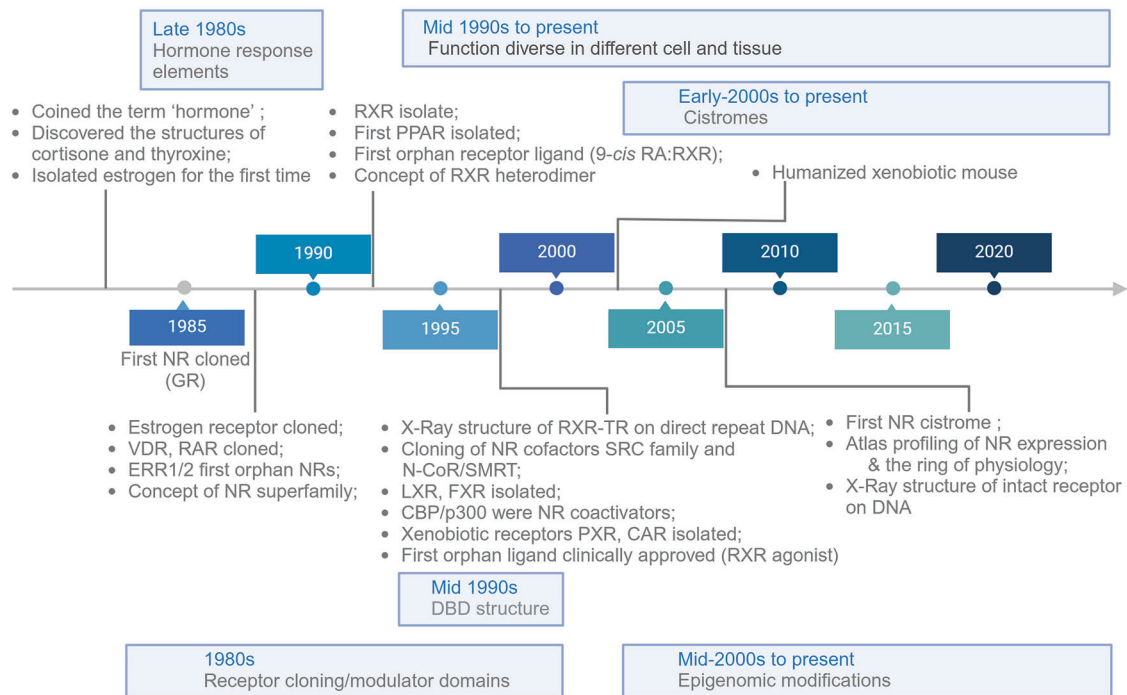 Late 1980s
Hormone response
elements
Mid 1990s to present
Function diverse in different cell and tissue
Early-2000s to present
Cistromes
• Coined the term ‘hormone’ ;
• Discovered the structures of
cortisone and thyroxine;
• Isolated estrogen for the first time
• RXR isolate;
• First PPAR isolated;
• First orphan receptor ligand (9-cis RA:RXR);
• Concept of RXR heterodimer
• Humanized xenobiotic mouse
1990
2000
2010
2020
1985
1995
2005
2015
First NR cloned
(GR)
• Estrogen receptor cloned;
• VDR, RAR cloned;
• ERR1/2 first orphan NRs;
• Concept of NR superfamily;
• X-Ray structure of RXR-TR on direct repeat DNA;
• Cloning of NR cofactors SRC family and
N-CoR/SMRT;
• LXR, FXR isolated;
• CBP/p300 were NR coactivators;
• Xenobiotic receptors PXR, CAR isolated;
• First orphan ligand clinically approved (RXR agonist)
• First NR cistrome ;
• Atlas profiling of NR expression
& the ring of physiology;
• X-Ray structure of intact receptor
on DNA
Mid 1990s
DBD structure
1980s
Receptor cloning/modulator domains
Mid-2000s to present
Epigenomic modifications